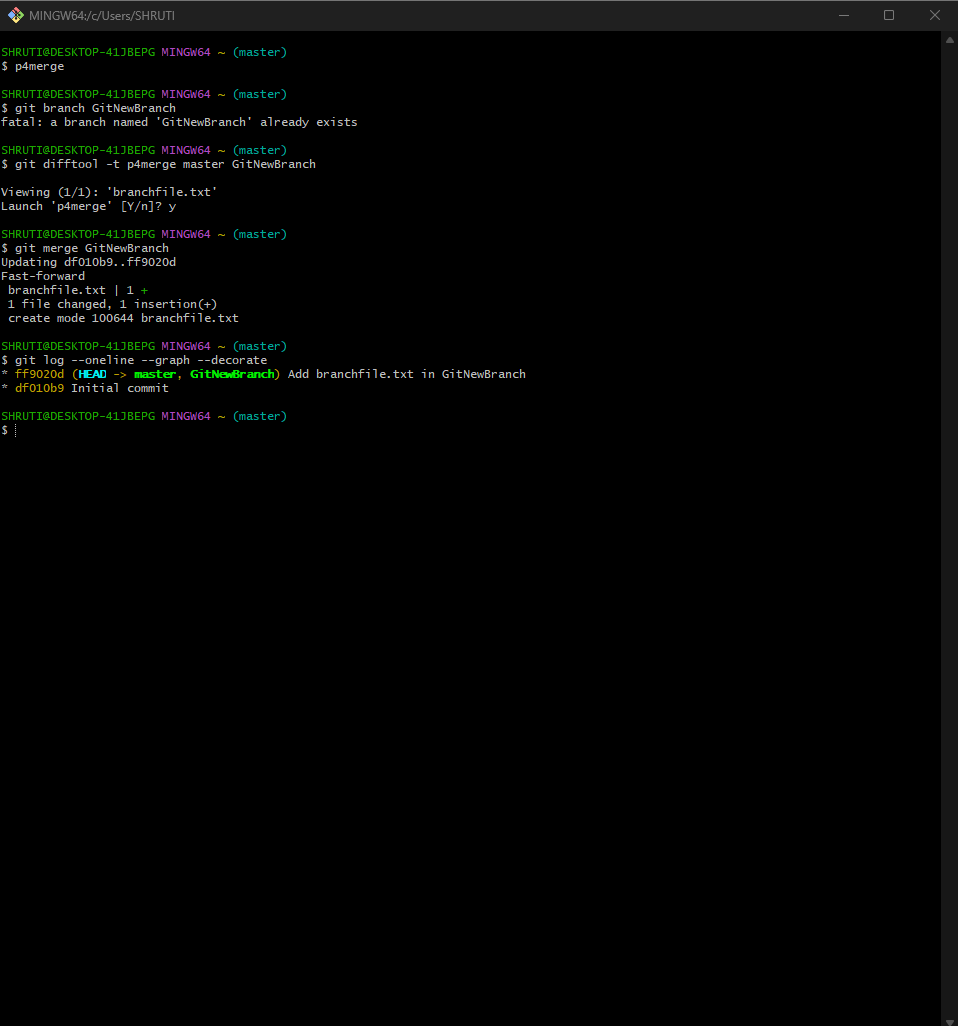 MINGW64:/c/Users/SHRUTI
SHRUTI@DESKTOP-41JBEPG MINGW64 ~ (master)
$ p4merge
SHRUTI@DESKTOP-41JBEPG MINGW64 ~ (master)
$ git branch GitNewBranch
fatal: a branch named 'GitNewBranch' already exists
SHRUTI@DESKTOP-41JBEPG MINGW64 ~ (master)
$ git difftool -t p4merge master GitNewBranch
Viewing (1/1): 'branchfile.txt'
Launch 'p4merge' [Y/n]? y
SHRUTI@DESKTOP-41JBEPG MINGW64 ~ (master)
$ git merge GitNewBranch
Updating df010b9..ff9020d
Fast-forward
 branchfile.txt | 1 +
 1 file changed, 1 insertion(+)
 create mode 100644 branchfile.txt
SHRUTI@DESKTOP-41JBEPG MINGW64 ~ (master)
$ git log --oneline --graph --decorate
* ff9020d (HEAD -> master, GitNewBranch) Add branchfile.txt in GitNewBranch
* df010b9 Initial commit
SHRUTI@DESKTOP-41JBEPG MINGW64 ~ (master)
$